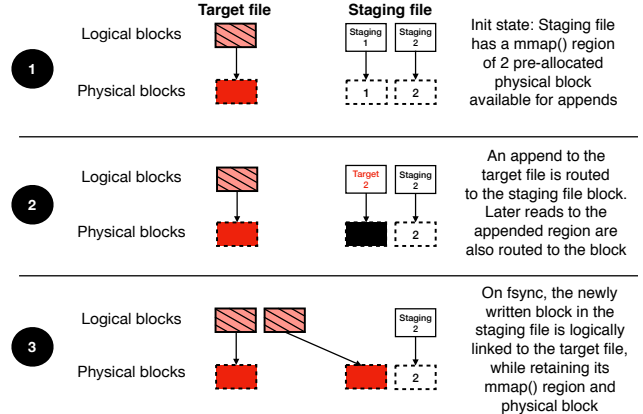 Target file Staging file
Logical blocks
Staging 1
Staging 2
1
Physical blocks
1
2
Init state: Staging file
has a mmap() region
of 2 pre-allocated
physical block
available for appends
Logical blocks
Target 2
Staging 2
2
Physical blocks
2
An append to the
target file is routed
to the staging file block.
Later reads to the
appended region are
also routed to the block
Logical blocks
Staging 2
3
Physical blocks
2
On fsync, the newly
written block in the
staging file is logically
linked to the target file,
while retaining its
mmap() region and
physical block